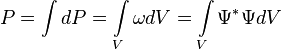 P = ∫ dP = ∫_V ω dV = ∫_V Ψ* Ψ dV